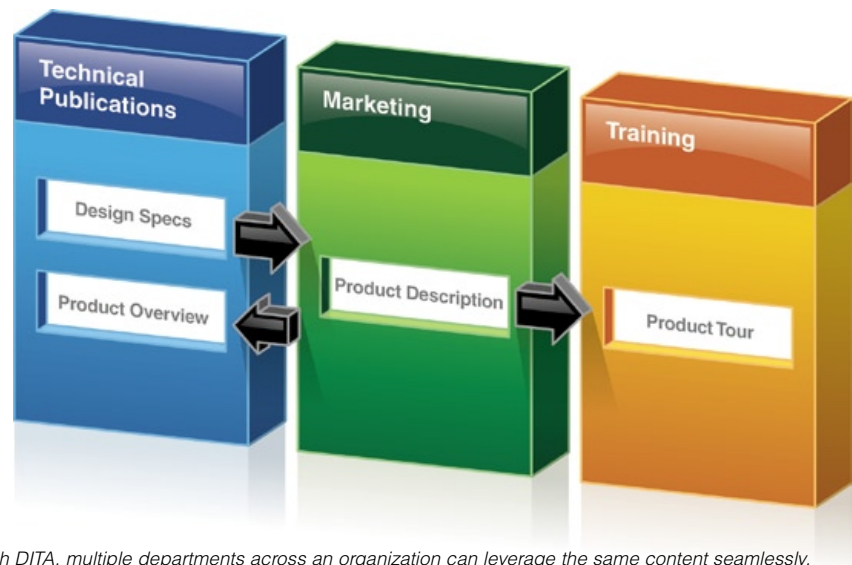 Technical
Publications
Design Specs
Product Overview
Marketing
Product Description
Training
Product Tour
h DITA, multiple departments across an organization can leverage the same content seamlessly.